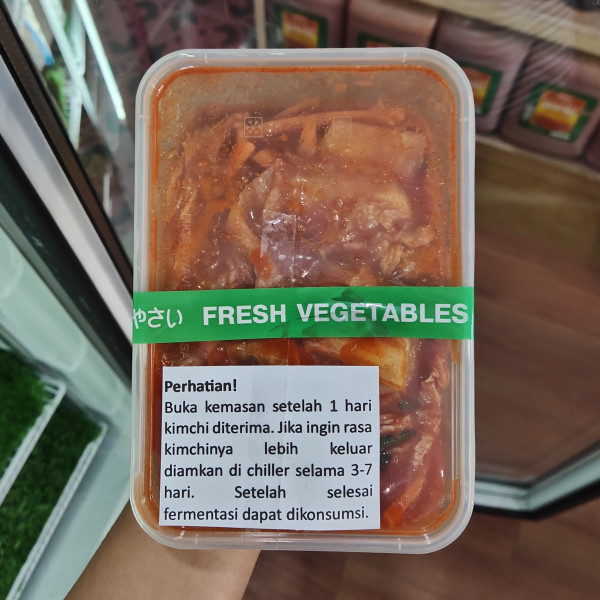 やさい FRESH VEGETABLES
Perhatian!
Buka kemasan setelah 1 hari
kimchi diterima. Jika ingin rasa
kimchinya lebih keluar
diamkan di chiller selama 3-7
hari. Setelah selesai
fermentasi dapat dikonsumsi.